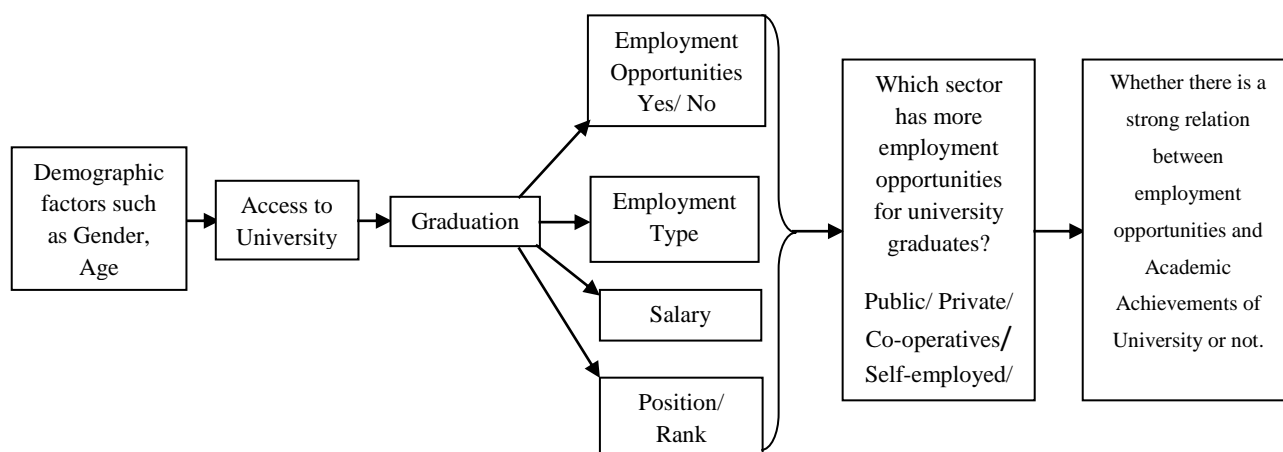 Demographic
factors such
as Gender,
Age
Access to
University
Graduation
Employment
Opportunities
Yes/ No
Employment
Type
Salary
Position/
Rank
Which sector
has more
employment
opportunities
for university
graduates?
Public/ Private/
Co-operatives/
Self-employed/
Whether there is a
strong relation
between
employment
opportunities and
Academic
Achievements of
University or not.